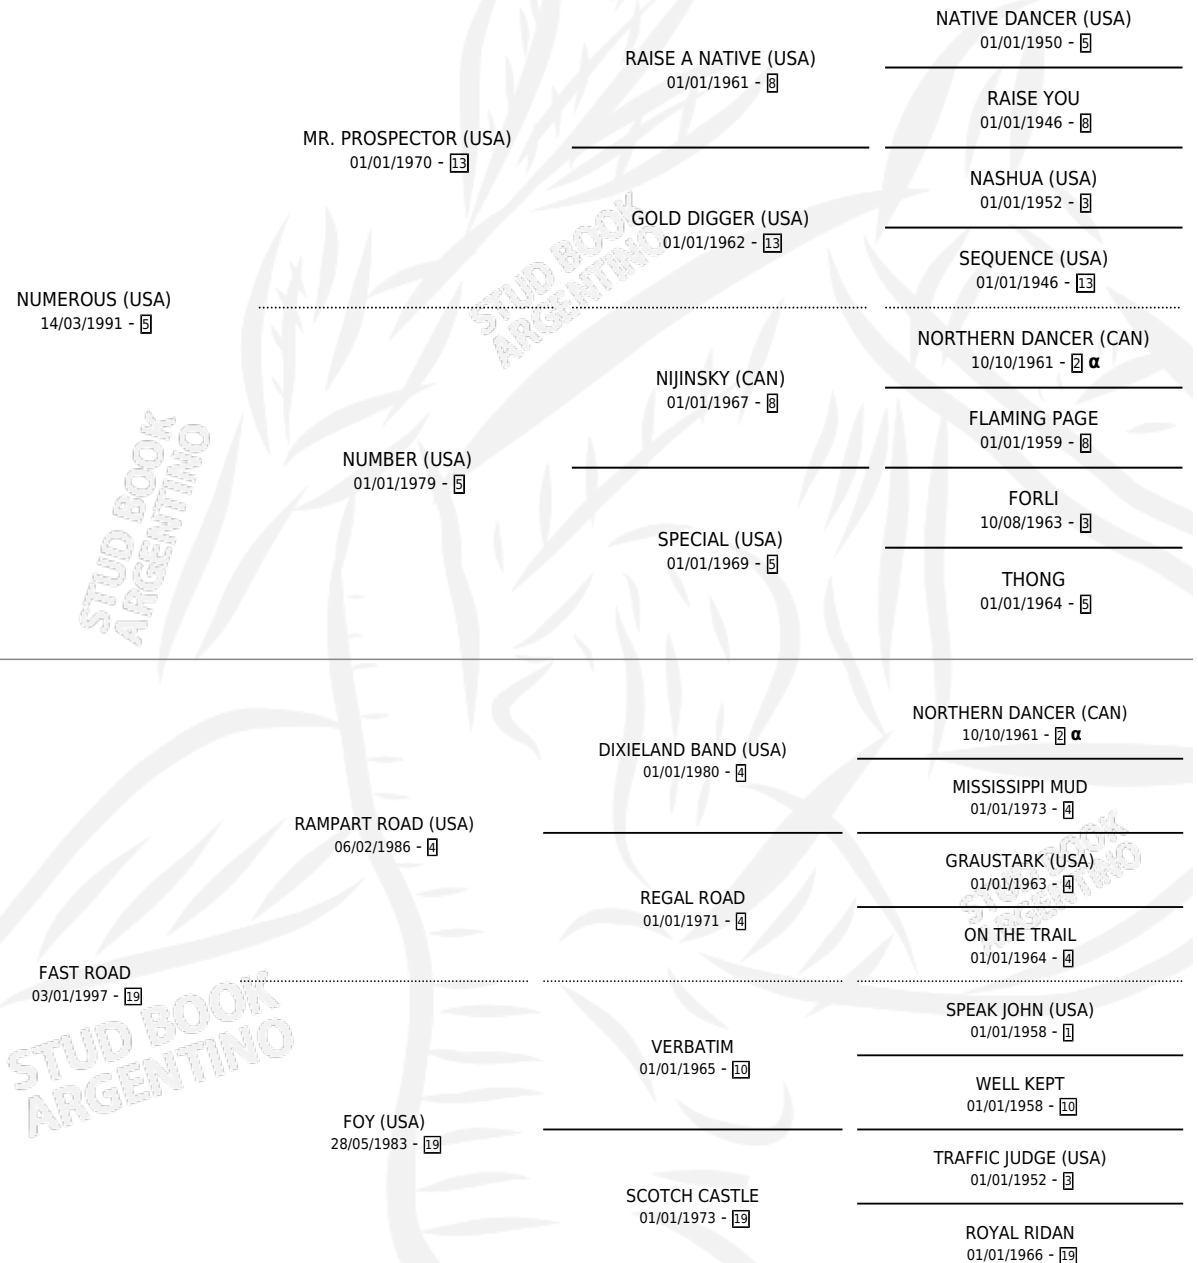 NATIVE DANCER (USA)
01/01/1950 - 5
RAISE A NATIVE (USA)
01/01/1961 - 8
RAISE YOU
01/01/1946 - 8
MR. PROSPECTOR (USA)
01/01/1970 - 13
NASHUA (USA)
01/01/1952 - 3
GOLD DIGGER (USA)
01/01/1962 - 13
SEQUENCE (USA)
01/01/1946 - 13
NUMEROUS (USA)
14/03/1991 - 5
NORTHERN DANCER (CAN)
10/10/1961 - 2 α
NIJINSKY (CAN)
01/01/1967 - 8
FLAMING PAGE
01/01/1959 - 8
NUMBER (USA)
01/01/1979 - 5
FORLI
10/08/1963 - 3
SPECIAL (USA)
01/01/1969 - 5
THONG
01/01/1964 - 5
NORTHERN DANCER (CAN)
10/10/1961 - 2 α
DIXIELAND BAND (USA)
01/01/1980 - 4
MISSISSIPPI MUD
01/01/1973 - 4
RAMPART ROAD (USA)
06/02/1986 - 4
GRAUSTARK (USA)
01/01/1963 - 4
REGAL ROAD
01/01/1971 - 4
ON THE TRAIL
01/01/1964 - 4
FAST ROAD
03/01/1997 - 19
SPEAK JOHN (USA)
01/01/1958 - 1
VERBATIM
01/01/1965 - 10
WELL KEPT
01/01/1958 - 10
FOY (USA)
28/05/1983 - 19
TRAFFIC JUDGE (USA)
01/01/1952 - 3
SCOTCH CASTLE
01/01/1973 - 19
ROYAL RIDAN
01/01/1966 - 19
STUD BOOK
ARGENTINO
STUD BOOK
ARGENTINO
STUD BOOK
ARGENTINO
STUD BOOK
ARGENTINO